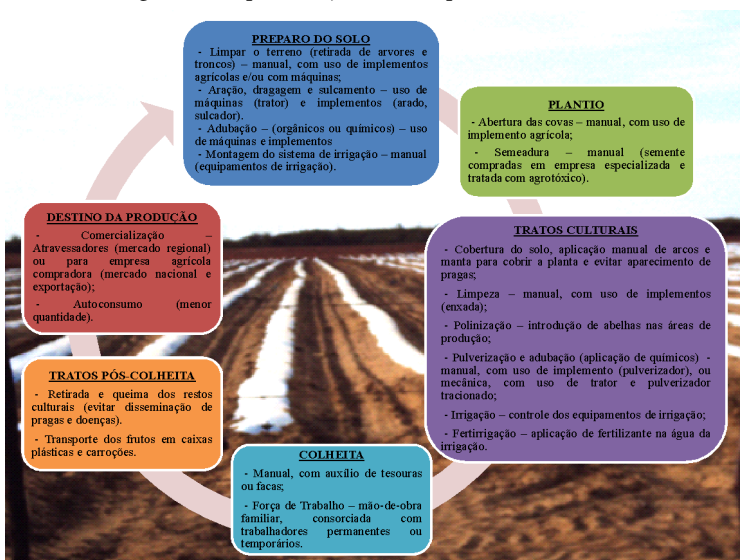 PREPARO DO SOLO
- Limpar o terreno (retirada de arvores e
troncos) – manual, com uso de implementos
agrícolas e/ou com máquinas;
- Aração, dragagem e sulcamento – uso de
máquinas (trator) e implementos (arado,
sulcador).
- Adubação – (orgânicos ou químicos) – uso
de máquinas e implementos
- Montagem do sistema de irrigação – manual
(equipamentos de irrigação).
PLANTIO
- Abertura das covas – manual, com uso de
implemento agrícola;
- Semeadura – manual (semente
compradas em empresa especializada e
tratada com agrotóxico).
TRATOS CULTURAIS
- Cobertura do solo, aplicação manual de arcos e
manta para cobrir a planta e evitar aparecimento de
pragas;
- Limpeza – manual, com uso de implementos
(enxada);
- Polinização – introdução de abelhas nas áreas de
produção;
- Pulverização e adubação (aplicação de químicos) -
manual, com uso de implemento (pulverizador), ou
mecânica, com uso de trator e pulverizador
tracionado;
- Irrigação – controle dos equipamentos de irrigação;
- Fertirrigação – aplicação de fertilizante na água da
irrigação.
COLHEITA
- Manual, com auxílio de tesouras
ou facas;
- Força de Trabalho – mão-de-obra
familiar, consorciada com
trabalhadores permanentes ou
temporários.
TRATOS PÓS-COLHEITA
- Retirada e queima dos restos
culturais (evitar disseminação de
pragas e doenças).
- Transporte dos frutos em caixas
plásticas e carroções.
DESTINO DA PRODUÇÃO
- Comercialização –
Atravessadores (mercado regional)
ou para empresa agrícola
compradora (mercado nacional e
exportação);
- Autoconsumo (menor
quantidade).